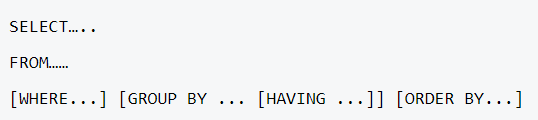 SELECT.....
FROM......
[WHERE...] [GROUP BY ... [HAVING ...]] [ORDER BY...]